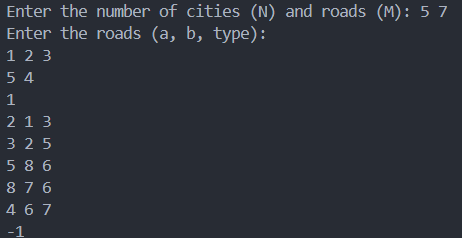 Enter the number of cities (N) and roads (M): 5 7
Enter the roads (a, b, type):
1 2 3
5 4
1
2 1 3
3 2 5
5 8 6
8 7 6
4 6 7
-1